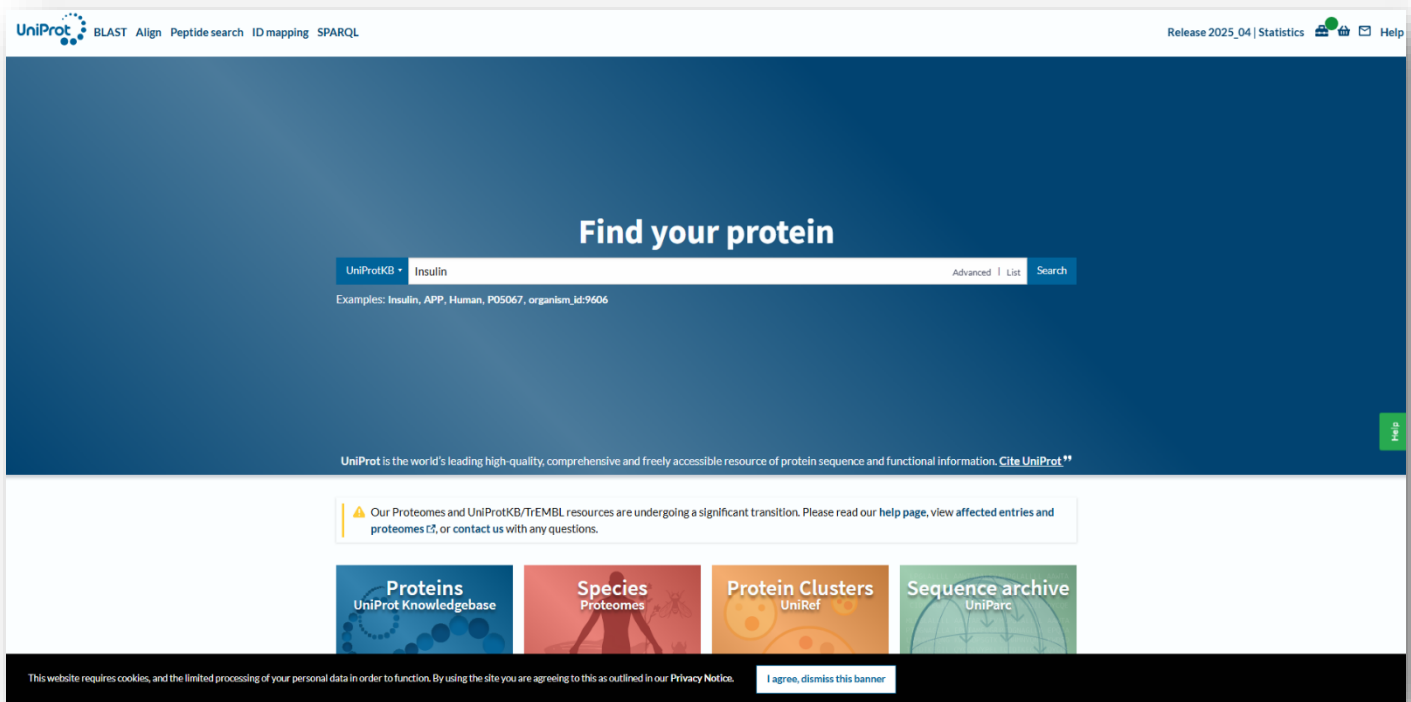 UniProt BLAST Align Peptide search ID mapping SPARQL Release 2025_04 | Statistics Help
Find your protein
UniProtKB Insulin Advanced | List Search
Examples: Insulin, APP, Human, P05067, organism_id:9606
Help
UniProt is the world's leading high-quality, comprehensive and freely accessible resource of protein sequence and functional information. Cite UniProt ”
Our Proteomes and UniProtKB/TrEMBL resources are undergoing a significant transition. Please read our help page, view affected entries and
proteomes, or contact us with any questions.
Proteins Species Protein Clusters Sequence archive
UniProt Knowledgebase Proteomes UniRef UniParc
This website requires cookies, and the limited processing of your personal data in order to function. By using the site you are agreeing to this as outlined in our Privacy Notice. I agree, dismiss this banner